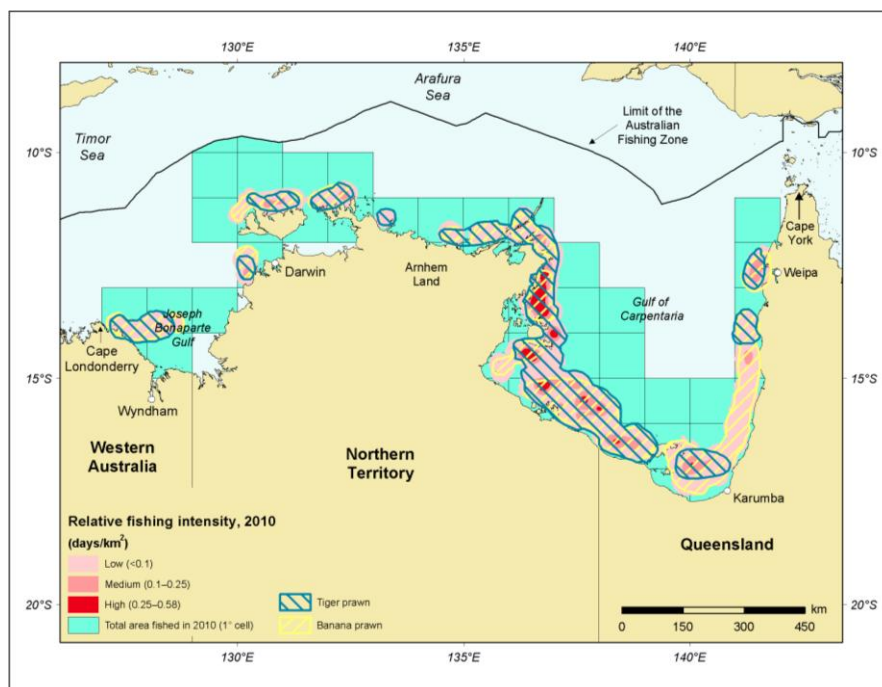 130°E 135°E 140°E
Arafura
Sea
Limit of the
Australian
Fishing Zone
Timor
Sea
10°S 10°S
Cape
York
Darwin
Arnhem
Land
Weipa
Gulf of
Carpentaria
Joseph
Bonaparte
Gulf
Cape
Londonderry
15°S 15°S
Wyndham
Western
Australia
Northern
Territory
Karumba
Queensland
Relative fishing intensity, 2010
(days/km²)
Low (<0.1)
Medium (0.1–0.25)
High (0.25–0.58)
Total area fished in 2010 (1° cell)
Tiger prawn
Banana prawn
km
0 150 300 450
20°S 20°S
130°E 135°E 140°E